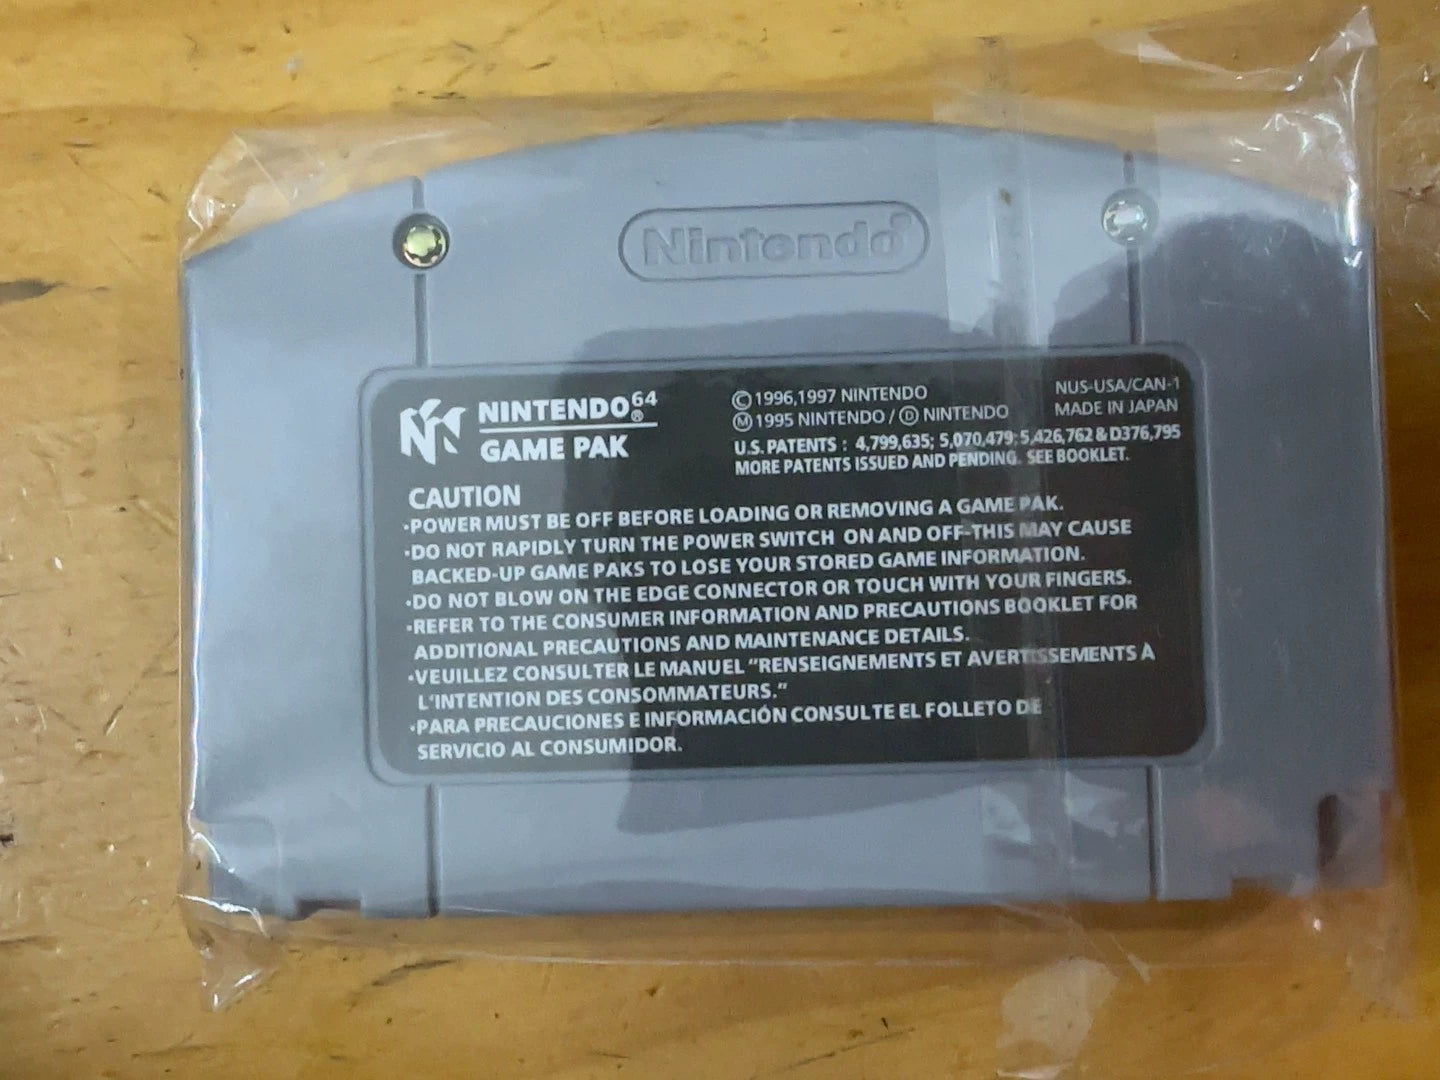 Nintendo®
NINTENDO 64®
GAME PAK
©1996,1997 NINTENDO
Ⓜ1995 NINTENDO / Ⓓ NINTENDO
NUS-USA/CAN-1
MADE IN JAPAN
U.S. PATENTS : 4,799,635; 5,070,479; 5,426,762 & D376,795
MORE PATENTS ISSUED AND PENDING. SEE BOOKLET.
CAUTION
·POWER MUST BE OFF BEFORE LOADING OR REMOVING A GAME PAK.
·DO NOT RAPIDLY TURN THE POWER SWITCH ON AND OFF-THIS MAY CAUSE
BACKED-UP GAME PAKS TO LOSE YOUR STORED GAME INFORMATION.
·DO NOT BLOW ON THE EDGE CONNECTOR OR TOUCH WITH YOUR FINGERS.
·REFER TO THE CONSUMER INFORMATION AND PRECAUTIONS BOOKLET FOR
ADDITIONAL PRECAUTIONS AND MAINTENANCE DETAILS.
·VEUILLEZ CONSULTER LE MANUEL “RENSEIGNEMENTS ET AVERTISSEMENTS À
L'INTENTION DES CONSOMMATEURS.”
·PARA PRECAUCIONES E INFORMACIÓN CONSULTE EL FOLLETO DE
SERVICIO AL CONSUMIDOR.